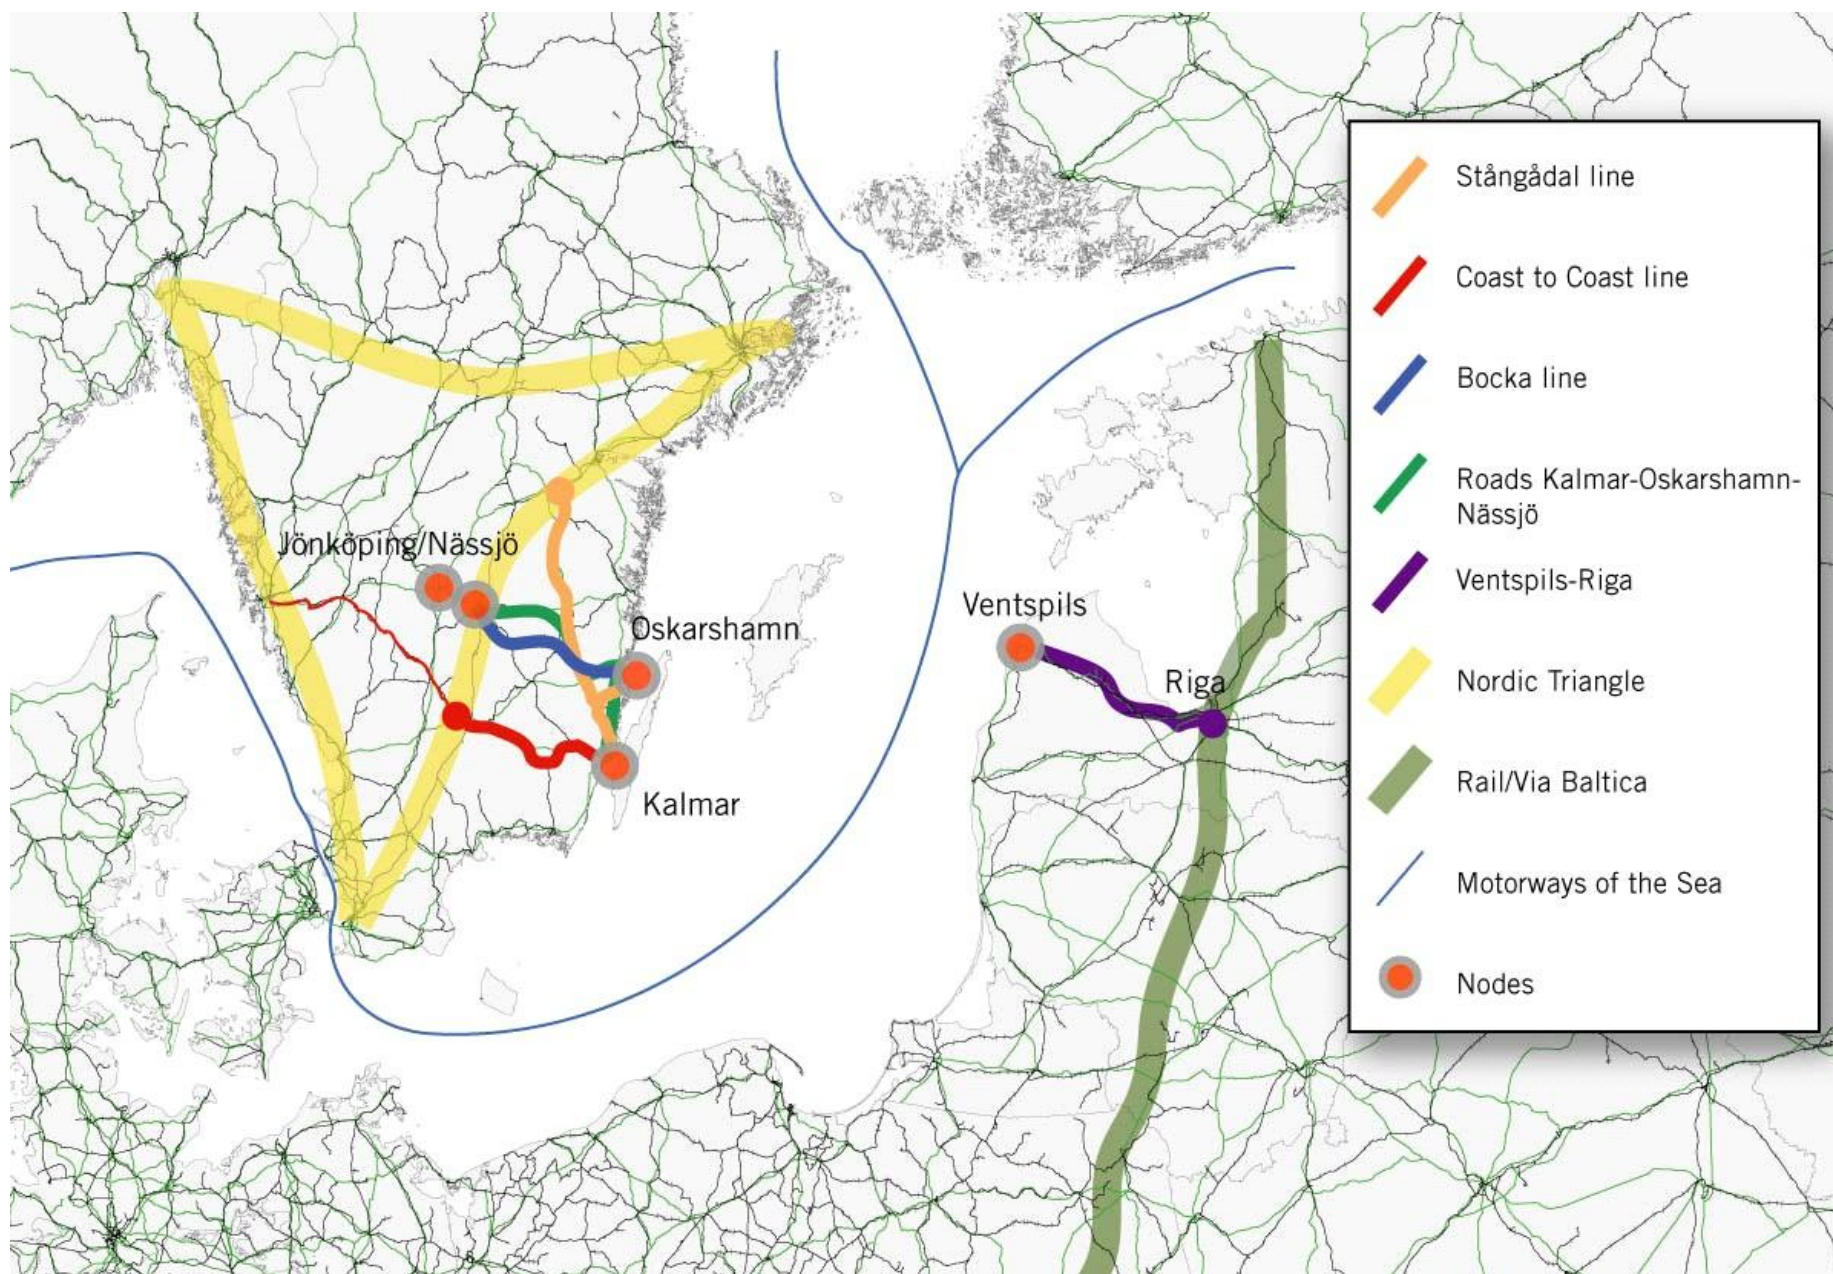 Jönköping/Nässjö
Oskarshamn
Kalmar
Ventspils
Riga
Stångådal line
Coast to Coast line
Bocka line
Roads Kalmar-Oskarshamn-
Nässjö
Ventspils-Riga
Nordic Triangle
Rail/Via Baltica
Motorways of the Sea
Nodes